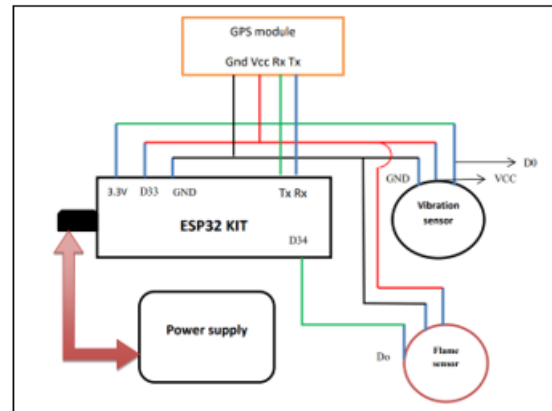 GPS module
Gnd Vcc Rx Tx
D0
GND
VCC
3.3V D33 GND Tx Rx
Vibration
sensor
ESP32 KIT
D34
Power supply
Do
Flame
sensor